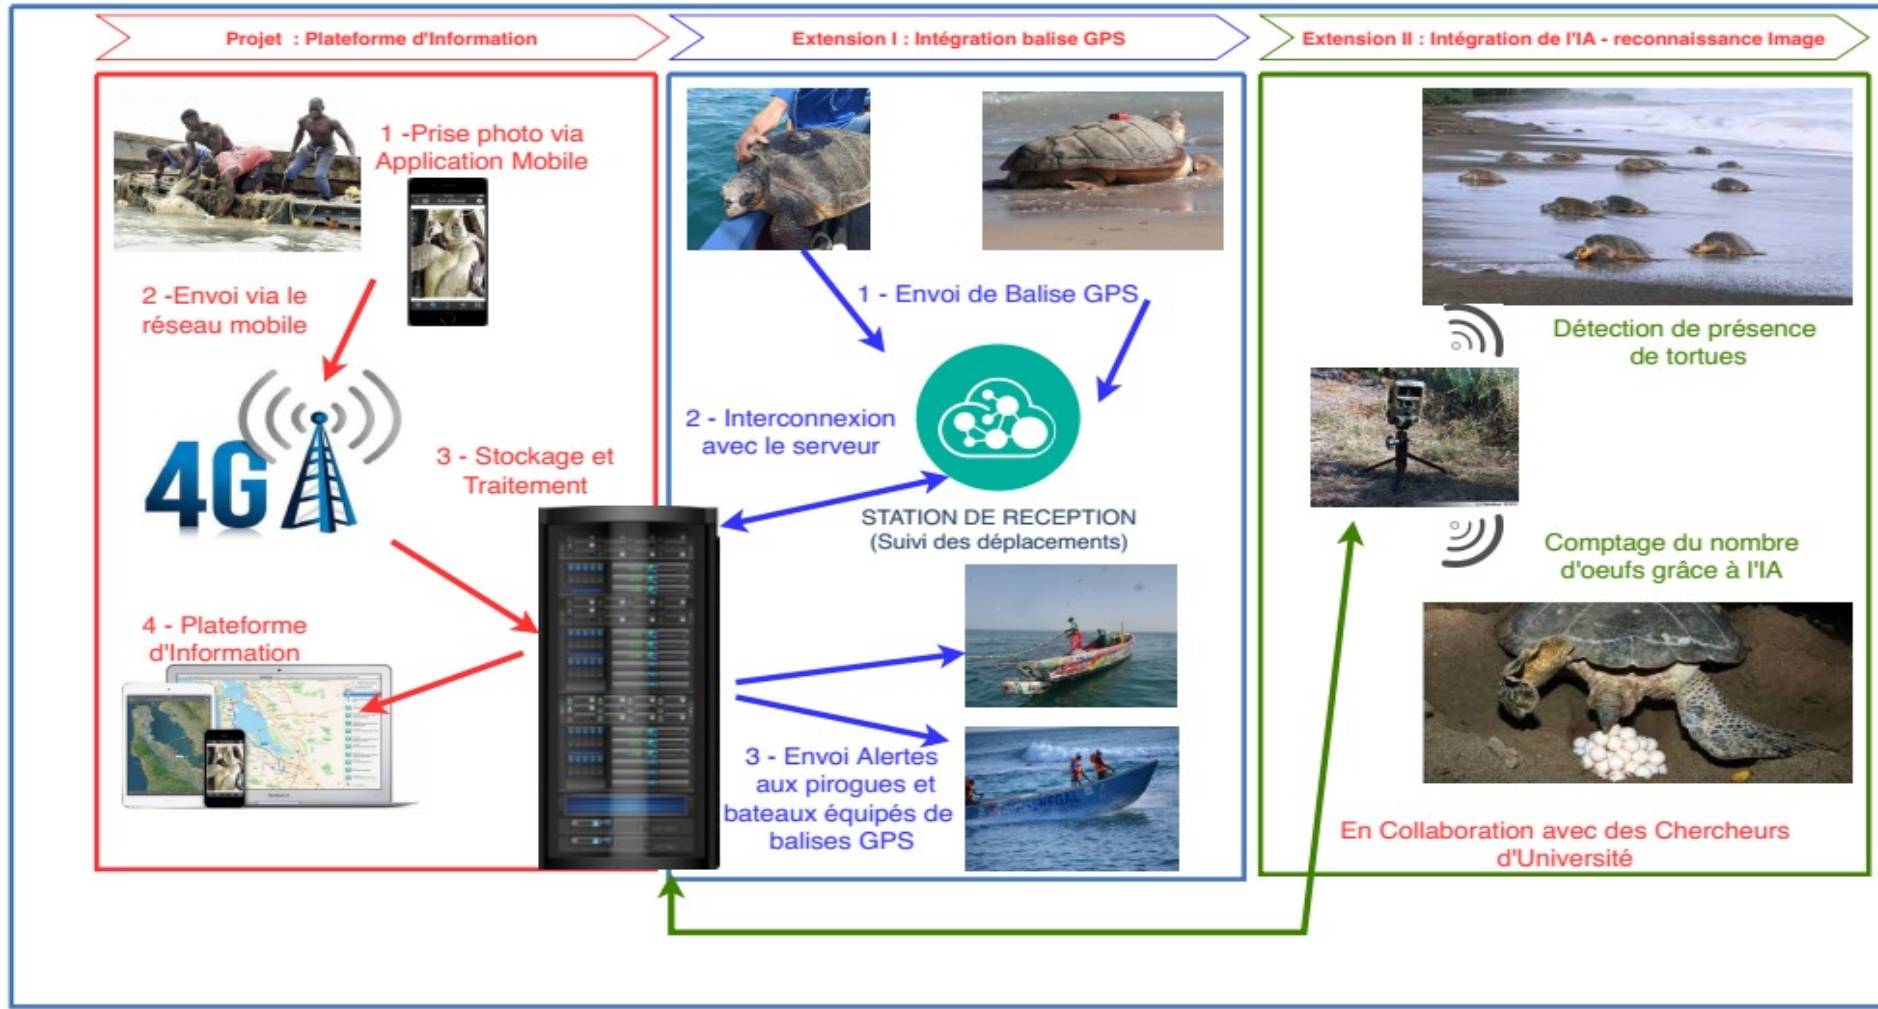 Projet : Plateforme d'Information
Extension I : Intégration balise GPS
Extension II : Intégration de l'IA - reconnaissance Image
1 -Prise photo via
Application Mobile
2 -Envoi via le
réseau mobile
4G
3 - Stockage et
Traitement
4 - Plateforme
d'Information
1 - Envoi de Balise GPS
2 - Interconnexion
avec le serveur
STATION DE RECEPTION
(Suivi des déplacements)
3 - Envoi Alertes
aux pirogues et
bateaux équipés de
balises GPS
Détection de présence
de tortues
Comptage du nombre
d'oeufs grâce à l'IA
En Collaboration avec des Chercheurs
d'Université